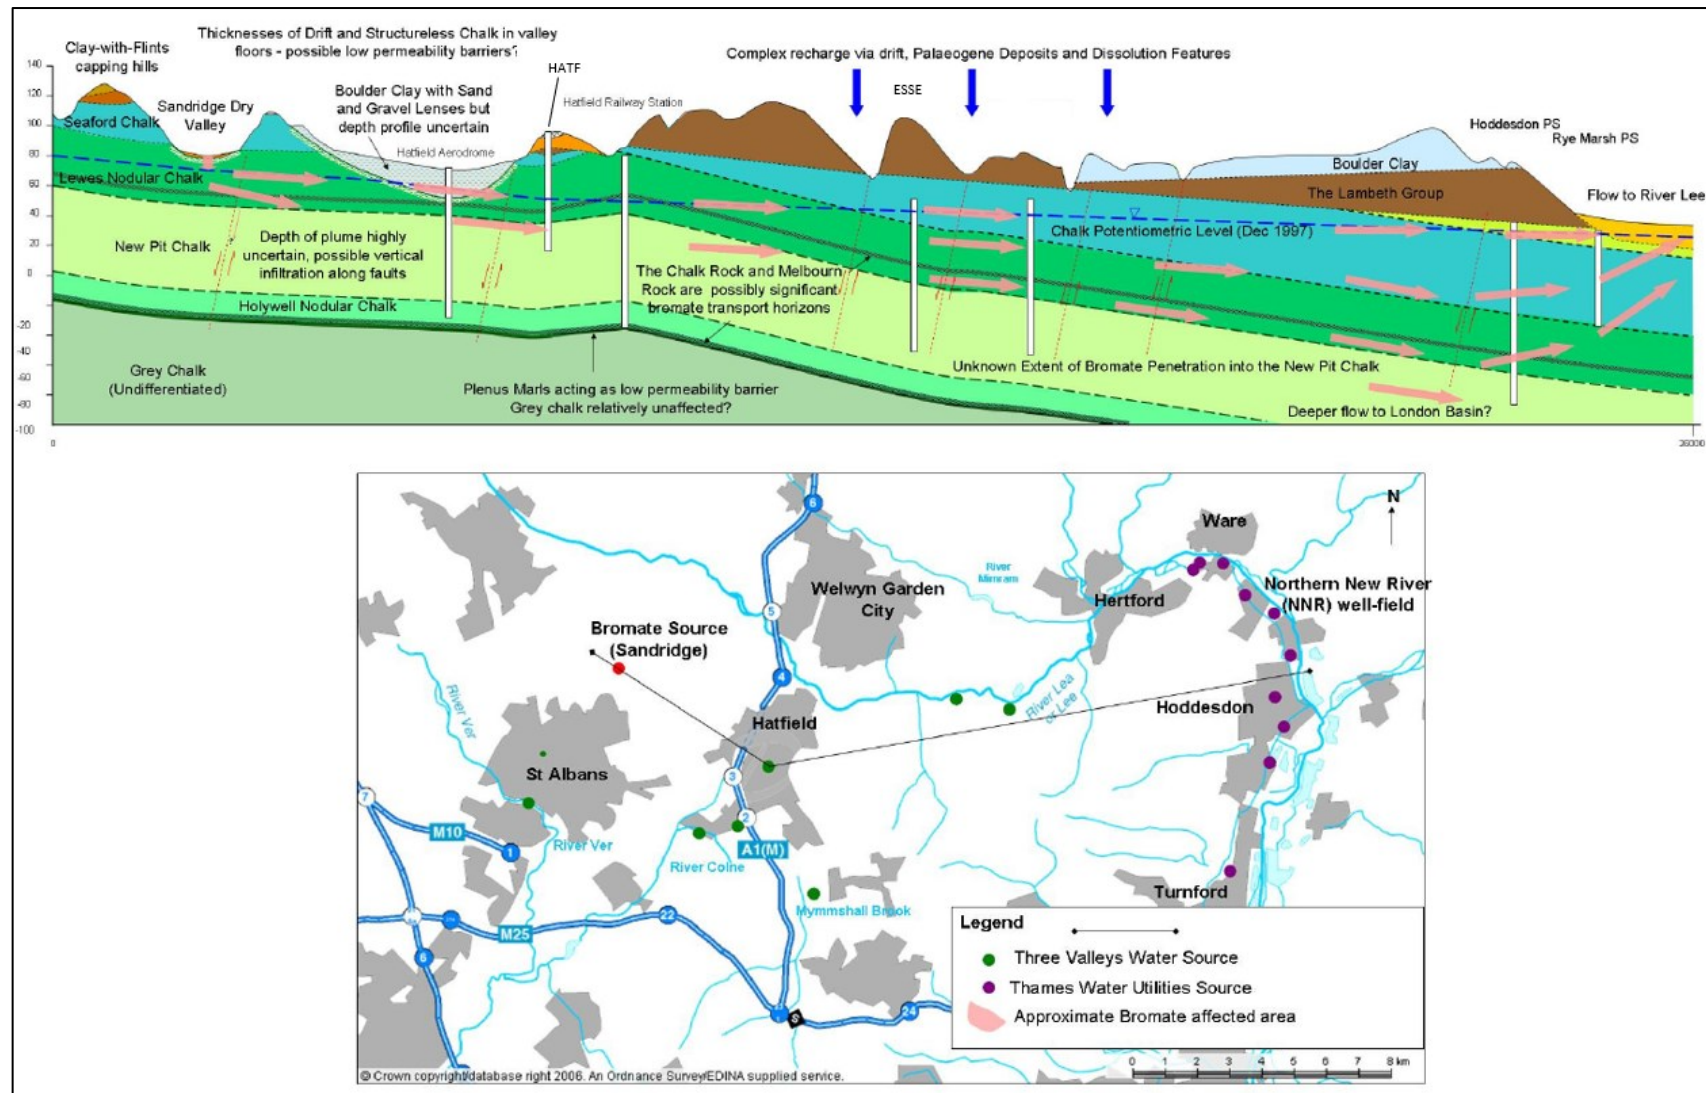 Thicknesses of Drift and Structureless Chalk in valley
floors - possible low permeability barriers?
Clay-with-Flints
capping hills
HATF
Complex recharge via drift, Palaeogene Deposits and Dissolution Features
ESSE
Boulder Clay with Sand
and Gravel Lenses but
depth profile uncertain
Sandridge Dry
Valley
Hatfield Railway Station
Hatfield Aerodrome
Seaford Chalk
Hoddesdon PS
Rye Marsh PS
Boulder Clay
The Lambeth Group
Flow to River Lee
Lewes Nodular Chalk
Chalk Potentiometric Level (Dec 1997)
New Pit Chalk
Depth of plume highly
uncertain, possible vertical
infiltration along faults
The Chalk Rock and Melbourn
Rock are possibly significant
bromate transport horizons
Holywell Nodular Chalk
Grey Chalk
(Undifferentiated)
Plenus Marls acting as low permeability barrier
Grey chalk relatively unaffected?
Unknown Extent of Bromate Penetration into the New Pit Chalk
Deeper flow to London Basin?
140
120
100
80
60
40
20
0
-20
-40
-60
-80
-100
0
N
6
Ware
River
Mimram
Northern New River
(NNR) well-field
Welwyn Garden
City
Hertford
5
Bromate Source
(Sandridge)
4
River Ver
River Lea
or Lee
Hoddesdon
Hatfield
St Albans
3
7
2
M10
1
River Ver
A1(M)
River Colne
Turnford
Mymmshall Brook
22
M25
6
24
S
Legend
Three Valleys Water Source
Thames Water Utilities Source
Approximate Bromate affected area
0 1 2 3 4 5 6 7 8 km
© Crown copyright/database right 2006. An Ordnance Survey/EDINA supplied service.